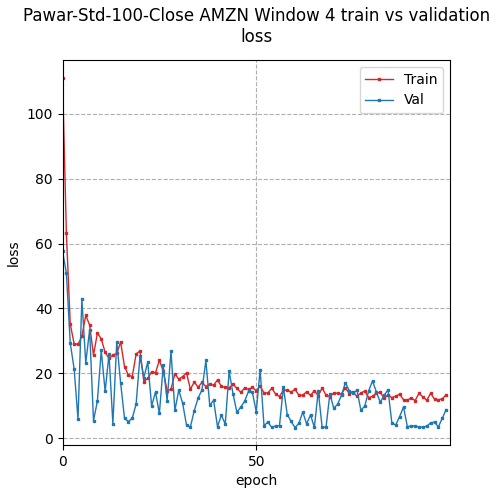 Pawar-Std-100-Close AMZN Window 4 train vs validation
loss
Train
Val
100
80
60
40
20
0
loss
0
50
epoch